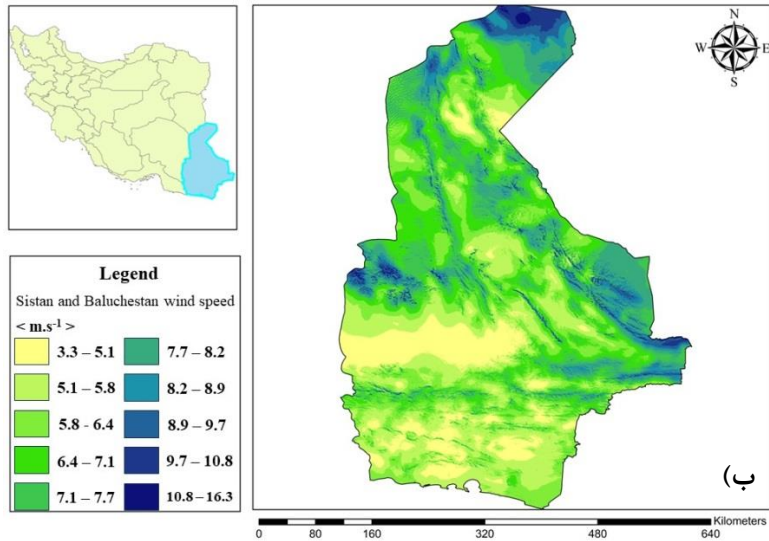 N
W E
S
Legend
Sistan and Baluchestan wind speed
< m.s⁻¹ >
3.3 – 5.1 7.7 – 8.2
5.1 – 5.8 8.2 – 8.9
5.8 - 6.4 8.9 – 9.7
6.4 – 7.1 9.7 – 10.8
7.1 – 7.7 10.8 – 16.3
ب)
Kilometers
0 80 160 320 480 640